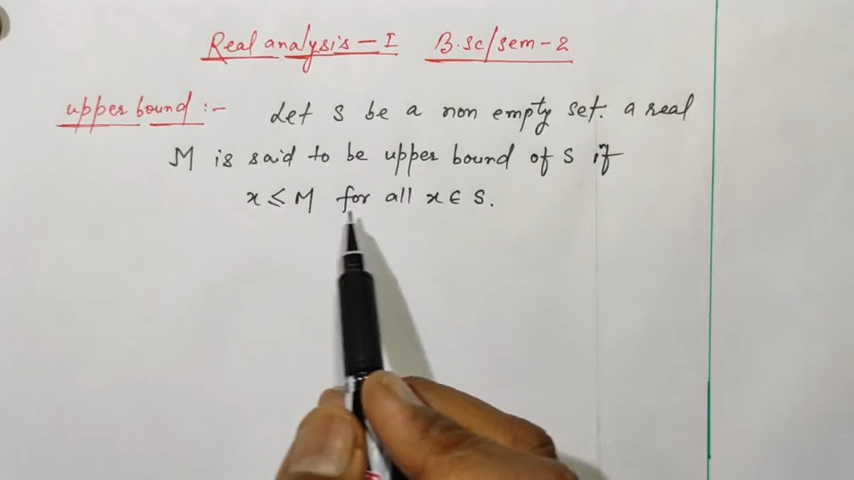 Real analysis - I B.sc/sem-2
upper bound :- Let S be a non empty set. a real
M is said to be upper bound of S if
x ≤ M for all x ∈ S.